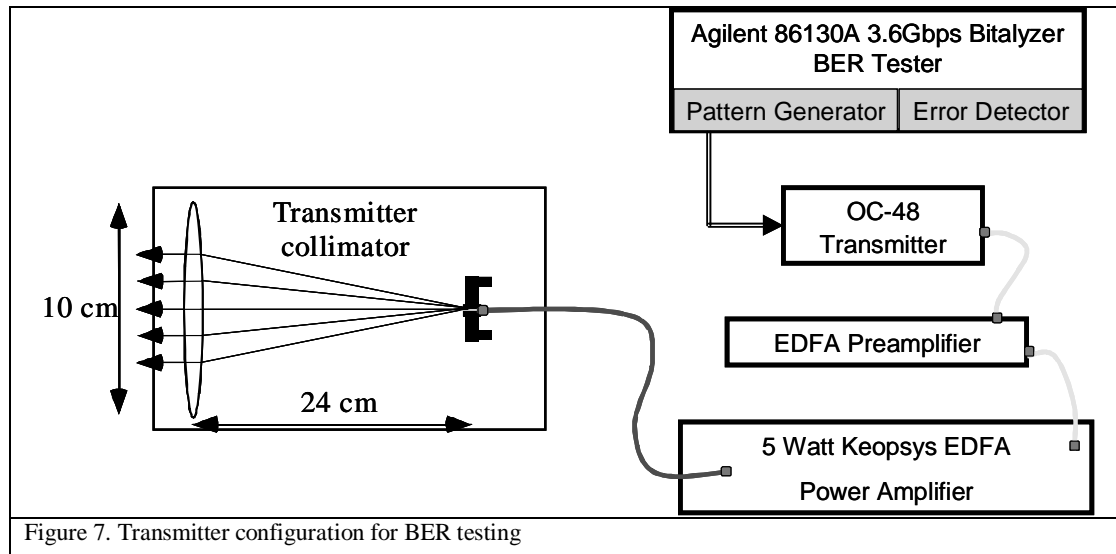 Agilent 86130A 3.6Gbps Bitalyzer
BER Tester
Pattern Generator
Error Detector
Transmitter
collimator
OC-48
Transmitter
10 cm
EDFA Preamplifier
24 cm
5 Watt Keopsys EDFA
Power Amplifier
Figure 7. Transmitter configuration for BER testing